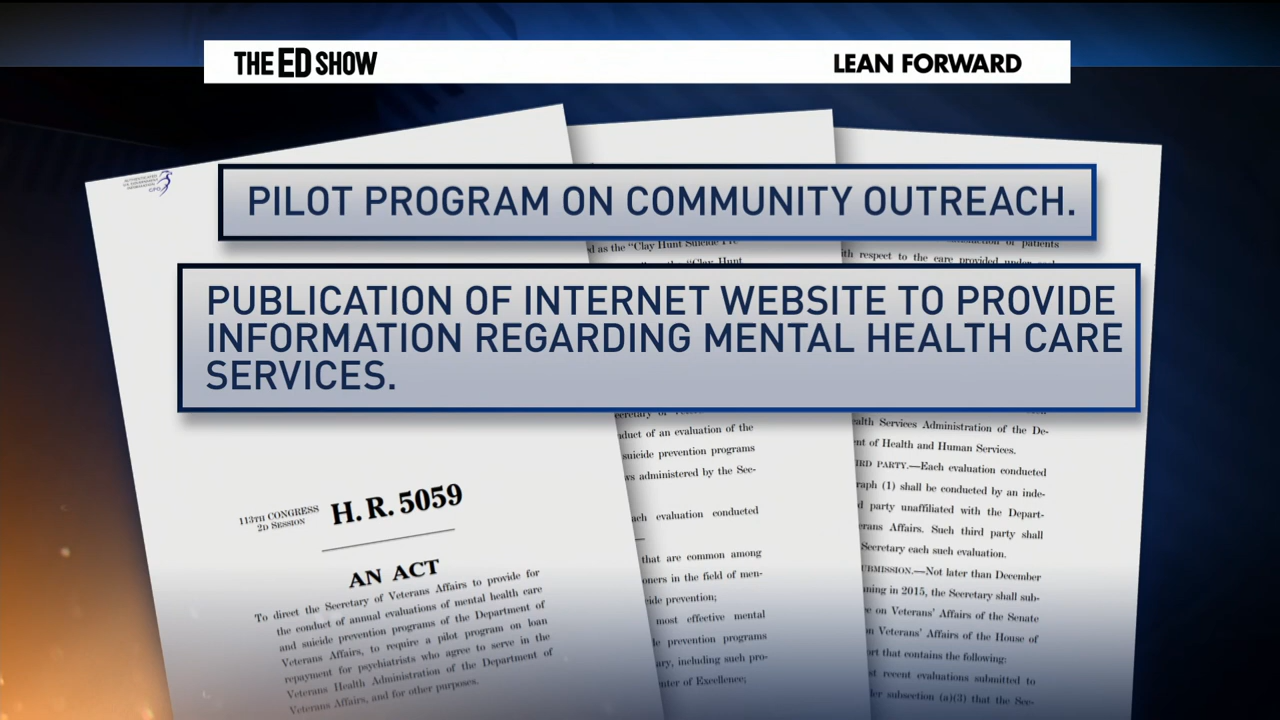 THE ED SHOW
LEAN FORWARD
PILOT PROGRAM ON COMMUNITY OUTREACH.
PUBLICATION OF INTERNET WEBSITE TO PROVIDE
INFORMATION REGARDING MENTAL HEALTH CARE
SERVICES.
GPO
113TH CONGRESS
2D SESSION
H. R. 5059
AN ACT
To direct the Secretary of Veterans Affairs to provide for
the conduct of annual evaluations of mental health care
and suicide prevention programs of the Department of
Veterans Affairs, to require a pilot program on loan
repayment for psychiatrists who agree to serve in the
Veterans Health Administration of the Department of
Veterans Affairs, and for other purposes.
as the "Clay Hunt Suicide Pre
the "Clay Hunt
of an evaluation of the
suicide prevention programs
administered by the Sec-
evaluation conducted
that are common among
in the field of men-
prevention;
most effective mental
prevention programs
including such pro-
of Excellence;
of patients
respect to the care provided under
Services Administration of the De-
of Health and Human Services.
PARTY.—Each evaluation conducted
(1) shall be conducted by an inde-
party unaffiliated with the Depart-
Affairs. Such third party shall
Secretary each such evaluation.
—Not later than December
in 2015, the Secretary shall sub-
on Veterans' Affairs of the Senate
Veterans' Affairs of the House of
that contains the following:
recent evaluations submitted to
subsection (a)(3) that the Sec-